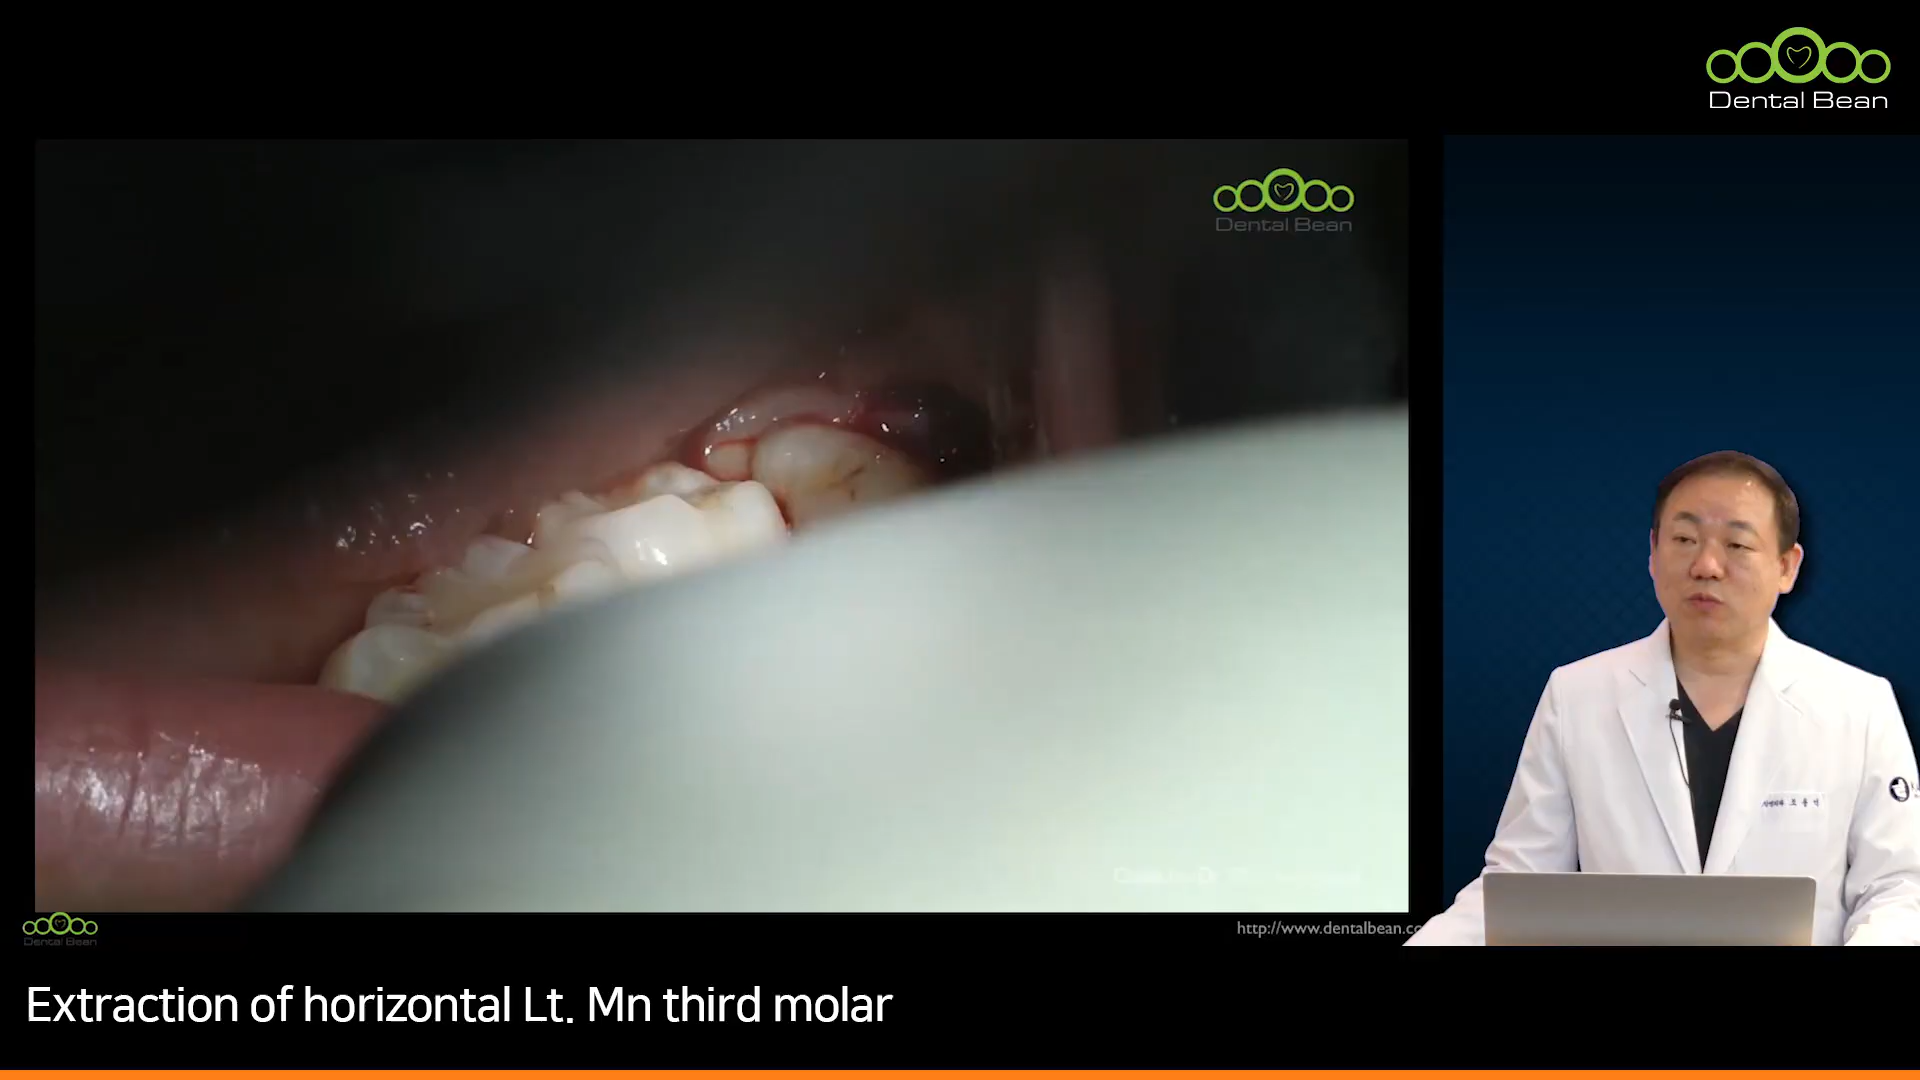 Dental Bean
Dental Bean
Dental Bean
http://www.dentalbean.co
Extraction of horizontal Lt. Mn third molar